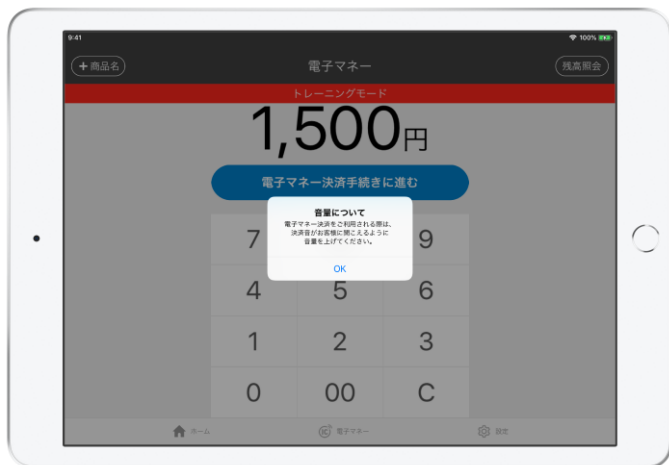 9:41
100%
+商品名
電子マネー
残高照会
トレーニングモード
1,500円
電子マネー決済手続きに進む
音量について
電子マネー決済をご利用される際は、
決済音がお客様に聞こえるように
音量を上げてください。
OK
7
9
4
5
6
1
2
3
0
00
C
ホーム
電子マネー
設定